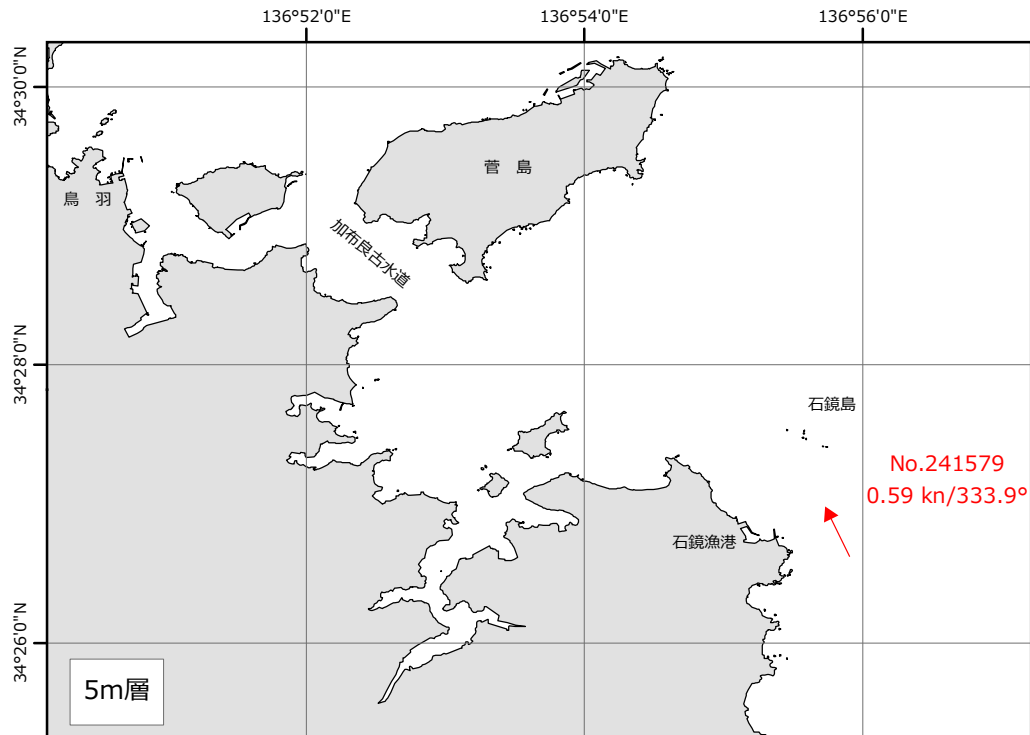 136°52'0"E
136°54'0"E
136°56'0"E
34°30'0"N
菅 島
鳥 羽
加布良古水道
34°28'0"N
石鏡島
No.241579
0.59 kn/333.9°
石鏡漁港
34°26'0"N
5m層